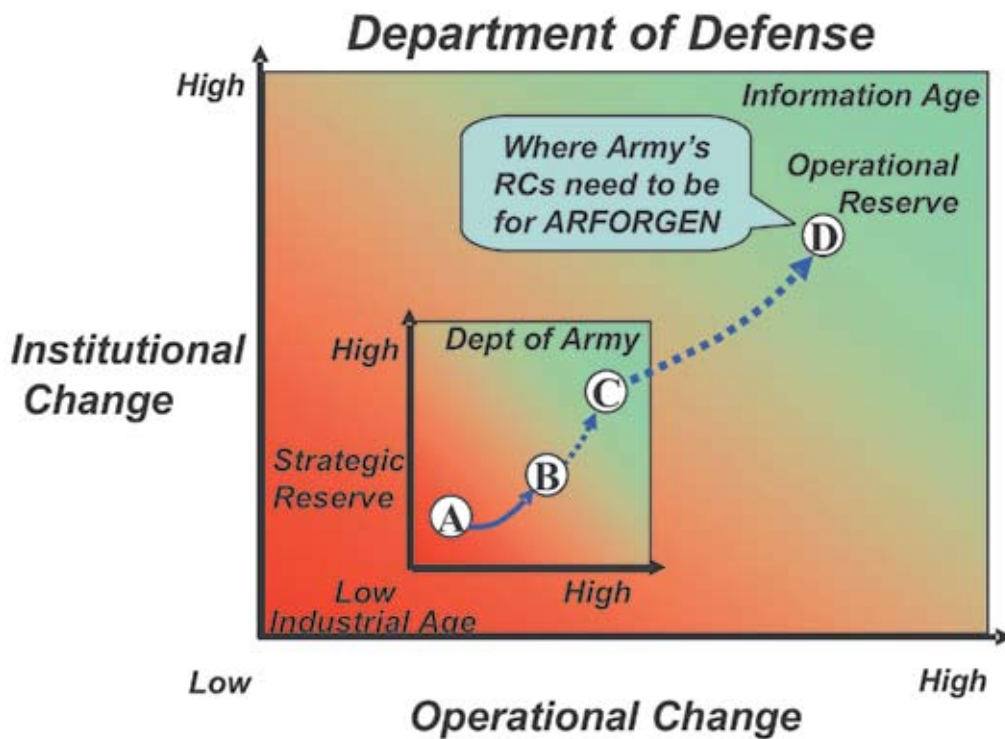 Department of Defense
High
Information Age
Where Army's
RCs need to be
for ARFORGEN
Operational
Reserve
D
Institutional
Change
High
Dept of Army
C
Strategic
Reserve
B
A
Low
High
Industrial Age
Low
High
Operational Change